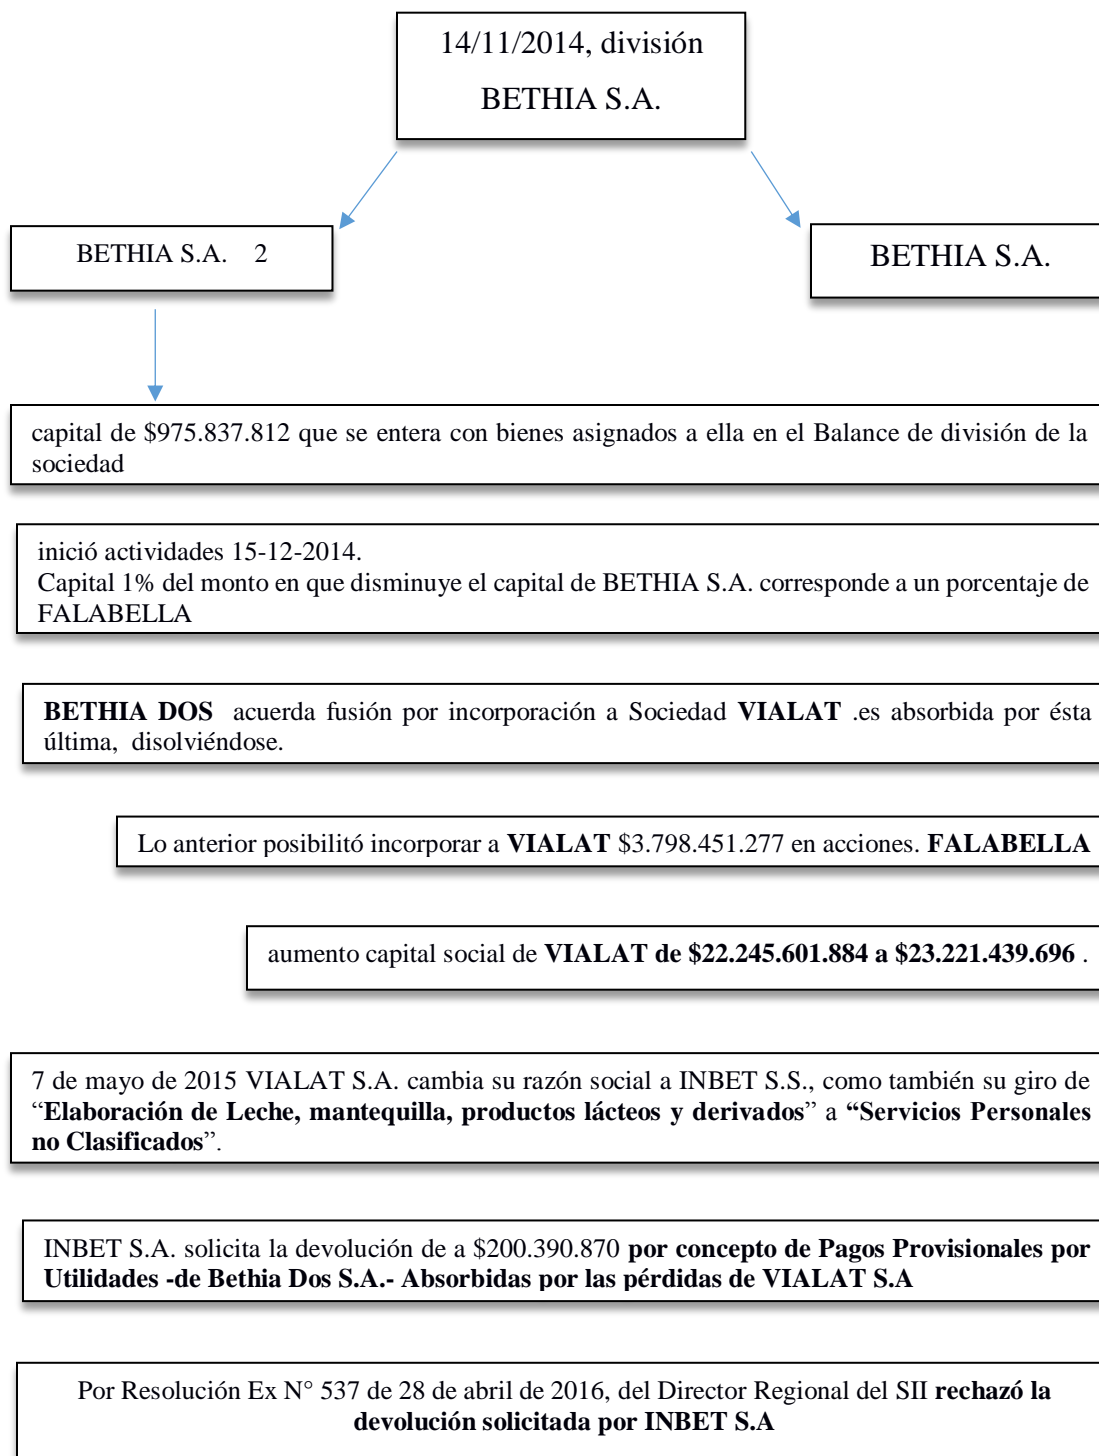 14/11/2014, división
BETHIA S.A.
BETHIA S.A. 2
BETHIA S.A.
capital de $975.837.812 que se entera con bienes asignados a ella en el Balance de división de la
sociedad
inició actividades 15-12-2014.
Capital 1% del monto en que disminuye el capital de BETHIA S.A. corresponde a un porcentaje de
FALABELLA
BETHIA DOS acuerda fusión por incorporación a Sociedad VIALAT .es absorbida por ésta
última, disolviéndose.
Lo anterior posibilitó incorporar a VIALAT $3.798.451.277 en acciones. FALABELLA
aumento capital social de VIALAT de $22.245.601.884 a $23.221.439.696 .
7 de mayo de 2015 VIALAT S.A. cambia su razón social a INBET S.S., como también su giro de
“Elaboración de Leche, mantequilla, productos lácteos y derivados” a “Servicios Personales
no Clasificados”.
INBET S.A. solicita la devolución de a $200.390.870 por concepto de Pagos Provisionales por
Utilidades -de Bethia Dos S.A.- Absorbidas por las pérdidas de VIALAT S.A
Por Resolución Ex N° 537 de 28 de abril de 2016, del Director Regional del SII rechazó la
devolución solicitada por INBET S.A